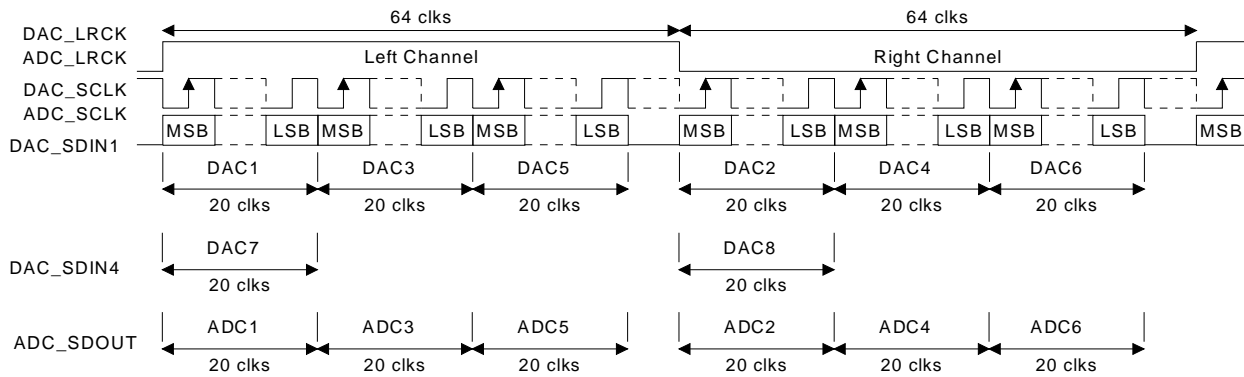 64 clks 64 clks
DAC_LRCK
ADC_LRCK Left Channel Right Channel
DAC_SCLK
ADC_SCLK
MSB LSB MSB LSB MSB LSB MSB LSB MSB LSB MSB LSB MSB
DAC_SDIN1
DAC1 DAC3 DAC5 DAC2 DAC4 DAC6
20 clks 20 clks 20 clks 20 clks 20 clks 20 clks
DAC7 DAC8
DAC_SDIN4
20 clks 20 clks
ADC1 ADC3 ADC5 ADC2 ADC4 ADC6
ADC_SDOUT
20 clks 20 clks 20 clks 20 clks 20 clks 20 clks